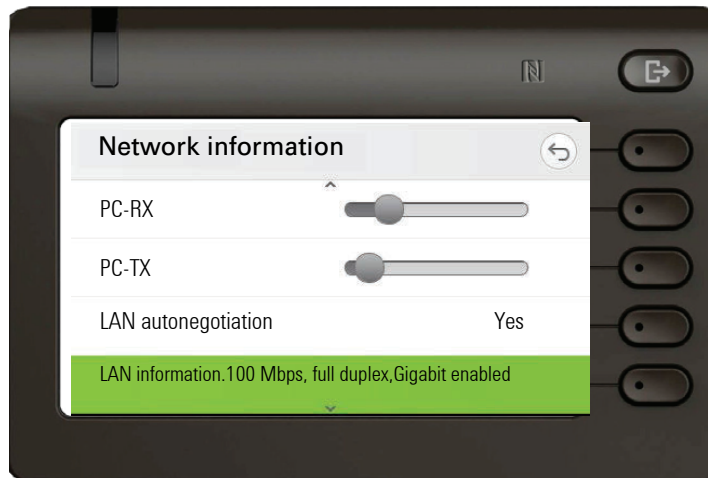 Network information
PC-RX
PC-TX
LAN autonegotiation Yes
LAN information.100 Mbps, full duplex,Gigabit enabled